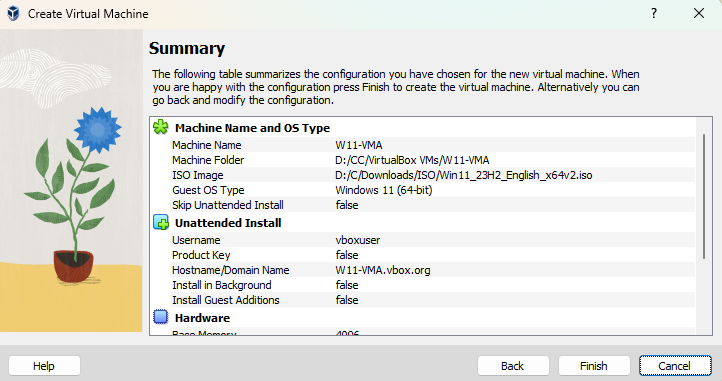 Create Virtual Machine
Summary
The following table summarizes the configuration you have chosen for the new virtual machine. When
you are happy with the configuration press Finish to create the virtual machine. Alternatively you can
go back and modify the configuration.
Machine Name and OS Type
Machine Name W11-VMA
Machine Folder D:/CC/VirtualBox VMs/W11-VMA
ISO Image D:/C/Downloads/ISO/Win11_23H2_English_x64v2.iso
Guest OS Type Windows 11 (64-bit)
Skip Unattended Install false
Unattended Install
Username vboxuser
Product Key false
Hostname/Domain Name W11-VMA.vbox.org
Install in Background false
Install Guest Additions false
Hardware
Base Memory 4096
Help Back Finish Cancel